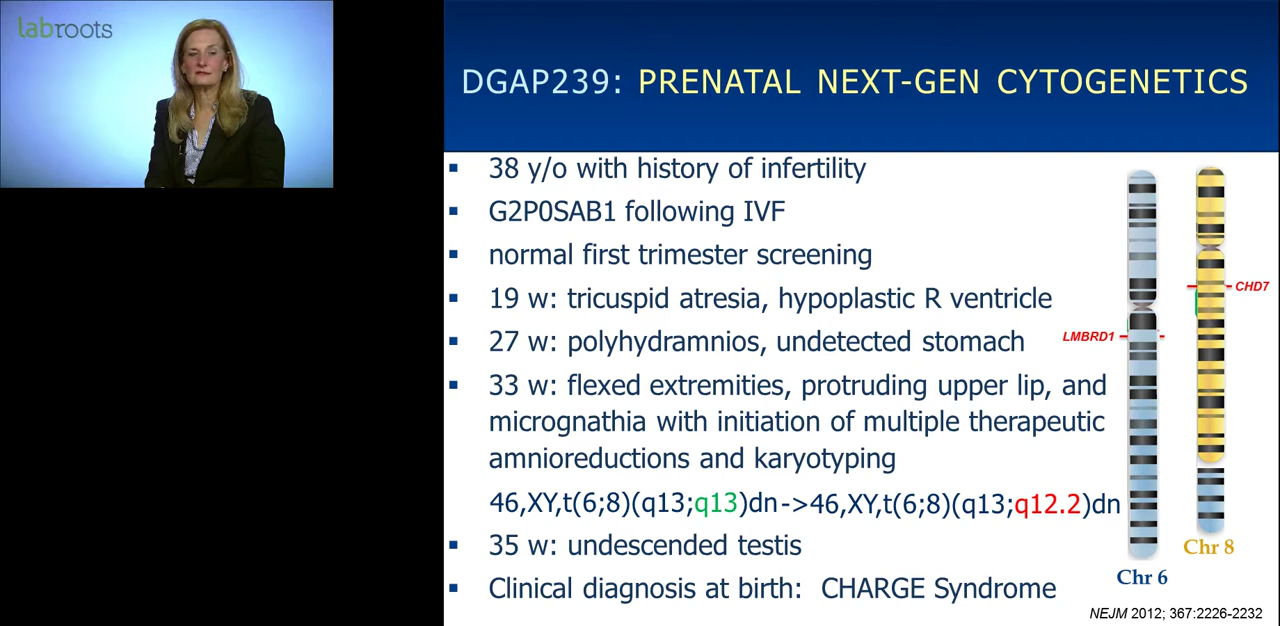 labroots
DGAP239: PRENATAL NEXT-GEN CYTOGENETICS
▪ 38 y/o with history of infertility
▪ G2P0SAB1 following IVF
▪ normal first trimester screening
▪ 19 w: tricuspid atresia, hypoplastic R ventricle
▪ 27 w: polyhydramnios, undetected stomach
▪ 33 w: flexed extremities, protruding upper lip, and
micrognathia with initiation of multiple therapeutic
amnioreductions and karyotyping
46,XY,t(6;8)(q13;q13)dn->46,XY,t(6;8)(q13;q12.2)dn
▪ 35 w: undescended testis
▪ Clinical diagnosis at birth: CHARGE Syndrome
CHD7
LMBRD1
Chr 8
Chr 6
NEJM 2012; 367:2226-2232